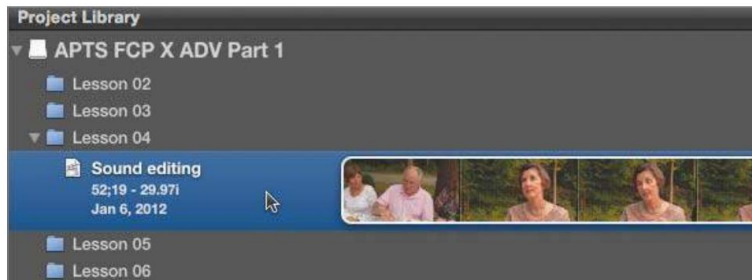 Project Library
APTS FCP X ADV Part 1
Lesson 02
Lesson 03
Lesson 04
Sound editing
52;19 - 29.97i
Jan 6, 2012
Lesson 05
Lesson 06